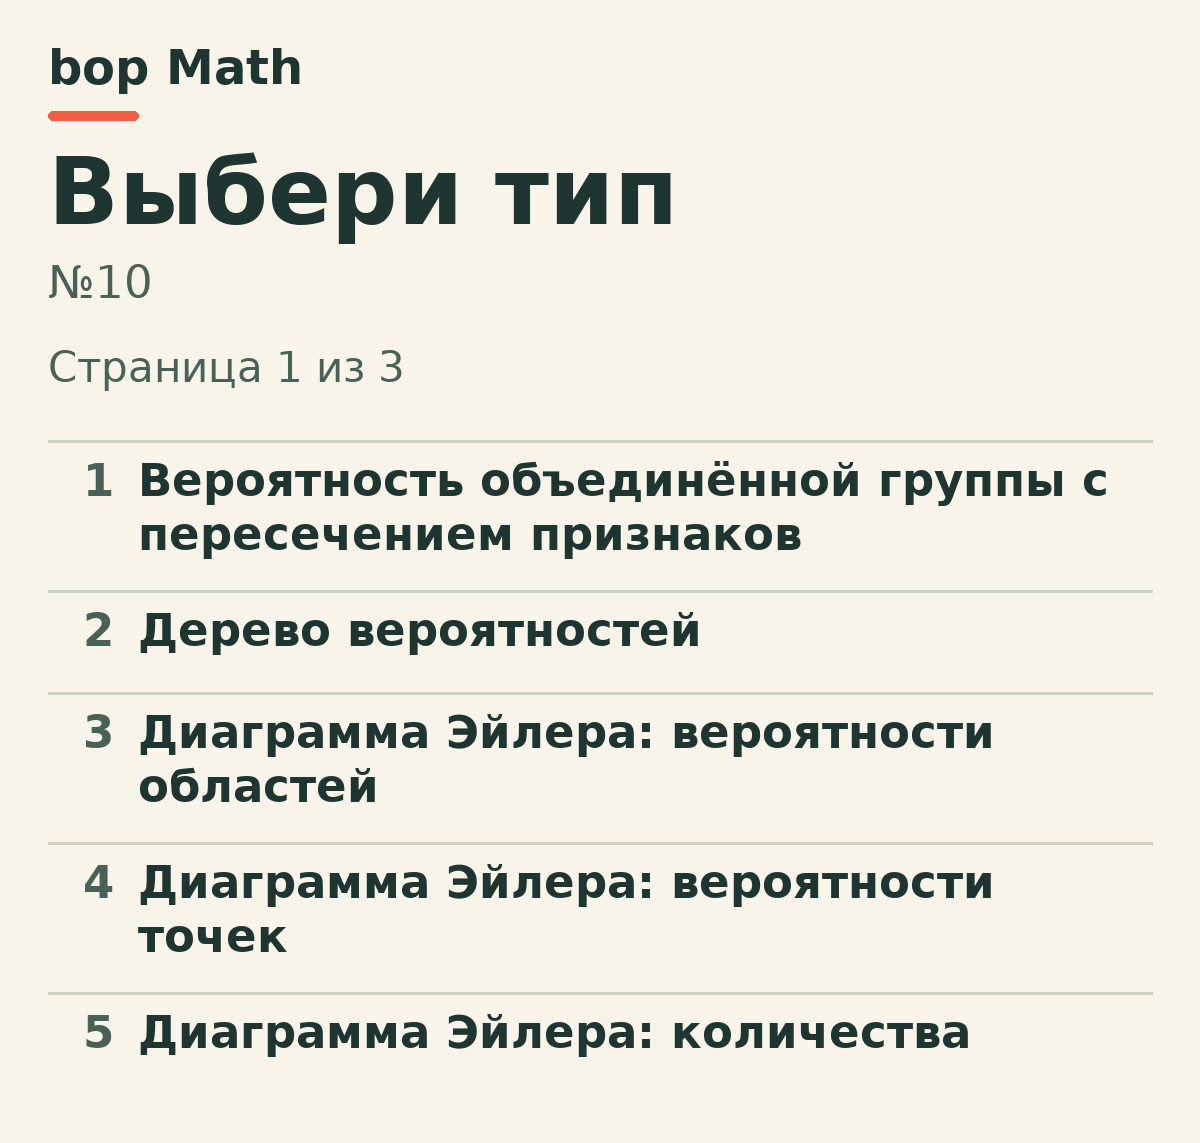 bop Math
Выбери тип
№10
Страница 1 из 3
1 Вероятность объединённой группы с
пересечением признаков
2 Дерево вероятностей
3 Диаграмма Эйлера: вероятности
областей
4 Диаграмма Эйлера: вероятности
точек
5 Диаграмма Эйлера: количества